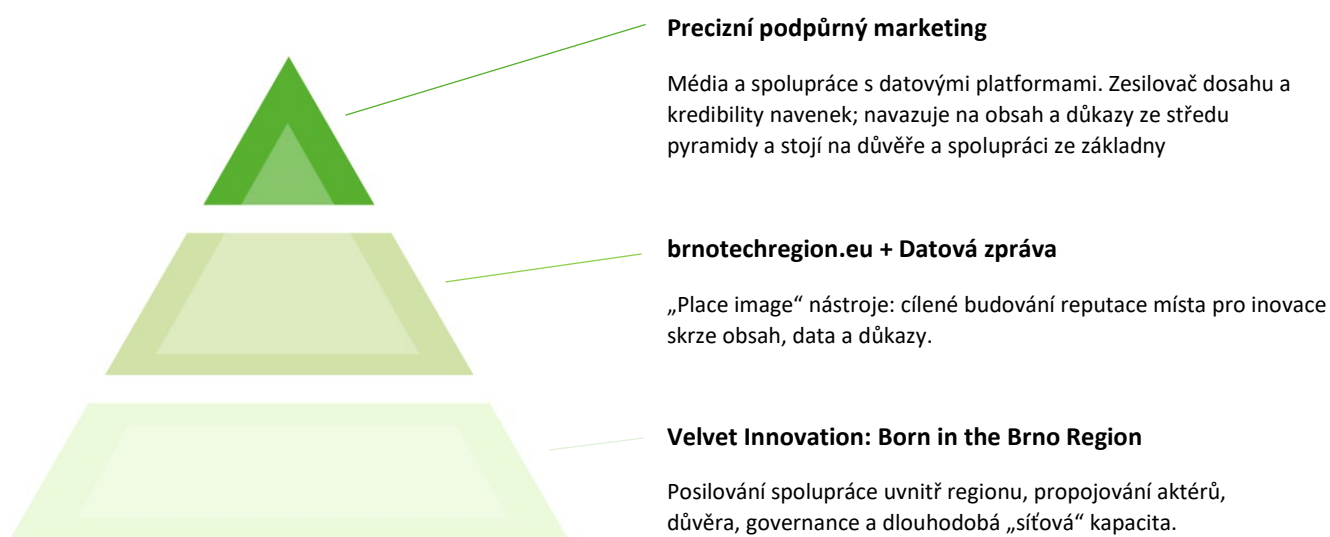 Precizní podpůrný marketing
Média a spolupráce s datovými platformami. Zesilovač dosahu a
kredibility navenek; navazuje na obsah a důkazy ze středu
pyramidy a stojí na důvěře a spolupráci ze základny
brnotechregion.eu + Datová zpráva
„Place image“ nástroje: cílené budování reputace místa pro inovace
skrze obsah, data a důkazy.
Velvet Innovation: Born in the Brno Region
Posilování spolupráce uvnitř regionu, propojování aktérů,
důvěra, governance a dlouhodobá „síťová“ kapacita.